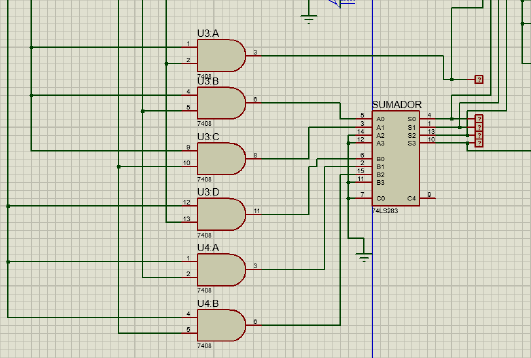 U3:A
1
2
3
7408
U3:B
4
5
6
7408
SUMADOR
5 A0 S0 4 ?
3 A1 S1 1 ?
14 A2 S2 13 ?
12 A3 S3 10 ?
6 B0
2 B1
15 B2
11 B3
7 C0 C4 9
74LS283
?
U3:C
9
10
8
7408
U3:D
12
13
11
7408
U4:A
1
2
3
7408
U4:B
4
5
6
7408